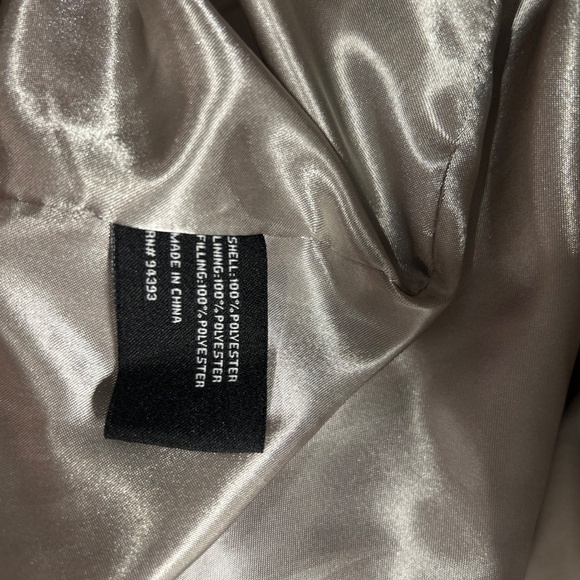 SHELL:100% POLYESTER
LINING:100% POLYESTER
FILLING:100% POLYESTER
MADE IN CHINA
RN# 94393